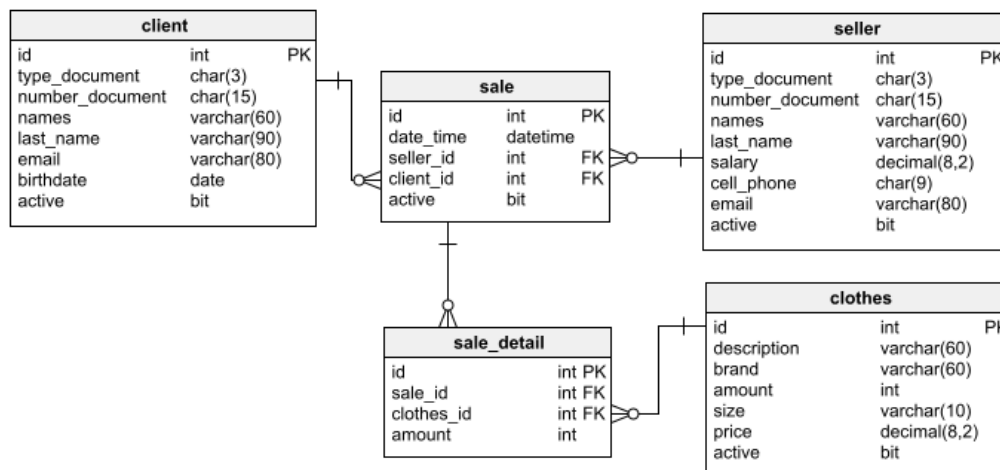 client
id int PK
type_document char(3)
number_document char(15)
names varchar(60)
last_name varchar(90)
email varchar(80)
birthdate date
active bit
sale
id int PK
date_time datetime
seller_id int FK
client_id int FK
active bit
seller
id int PK
type_document char(3)
number_document char(15)
names varchar(60)
last_name varchar(90)
salary decimal(8,2)
cell_phone char(9)
email varchar(80)
active bit
sale_detail
id int PK
sale_id int FK
clothes_id int FK
amount int
clothes
id int PK
description varchar(60)
brand varchar(60)
amount int
size varchar(10)
price decimal(8,2)
active bit